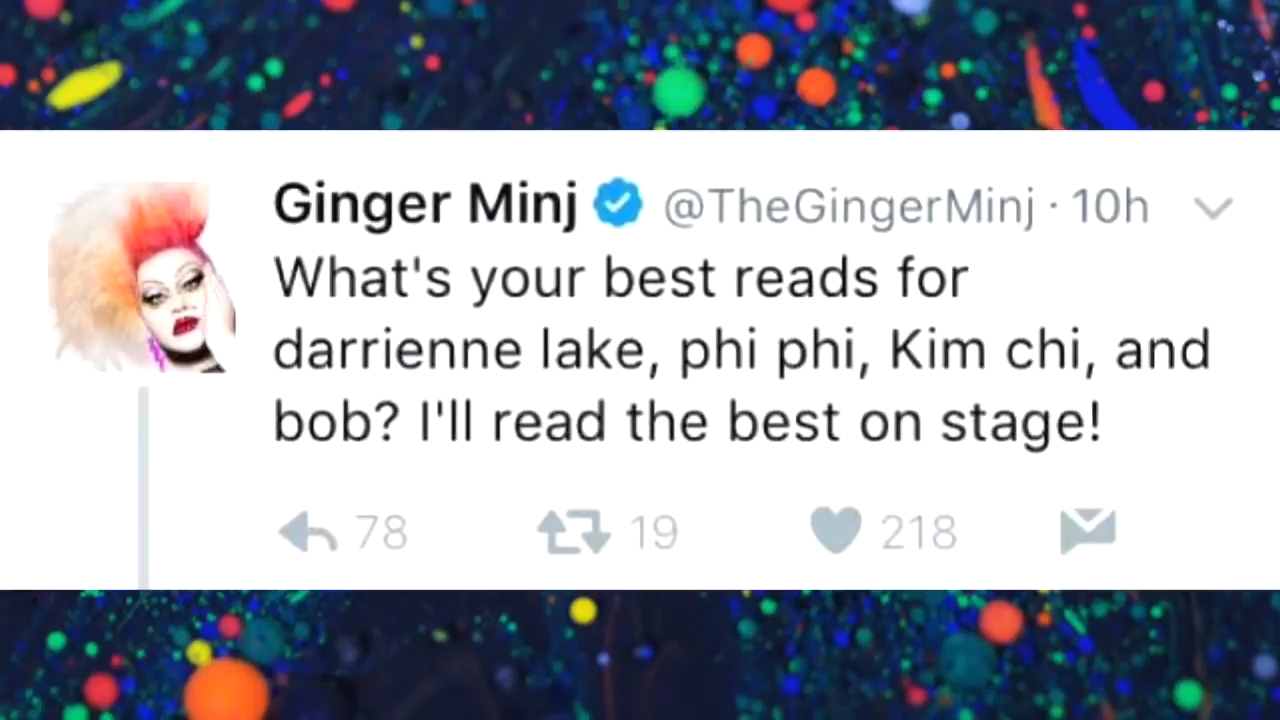 Ginger Minj @TheGingerMinj · 10h
What's your best reads for
darrienne lake, phi phi, Kim chi, and
bob? I'll read the best on stage!
78 19 218